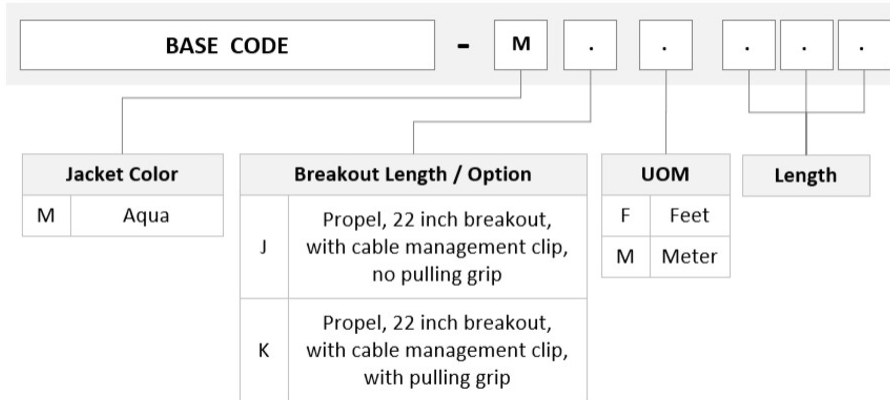 BASE CODE - M . . . . .
Jacket Color
M Aqua
Breakout Length / Option
J Propel, 22 inch breakout,
with cable management clip,
no pulling grip
K Propel, 22 inch breakout,
with cable management clip,
with pulling grip
UOM
F Feet
M Meter
Length